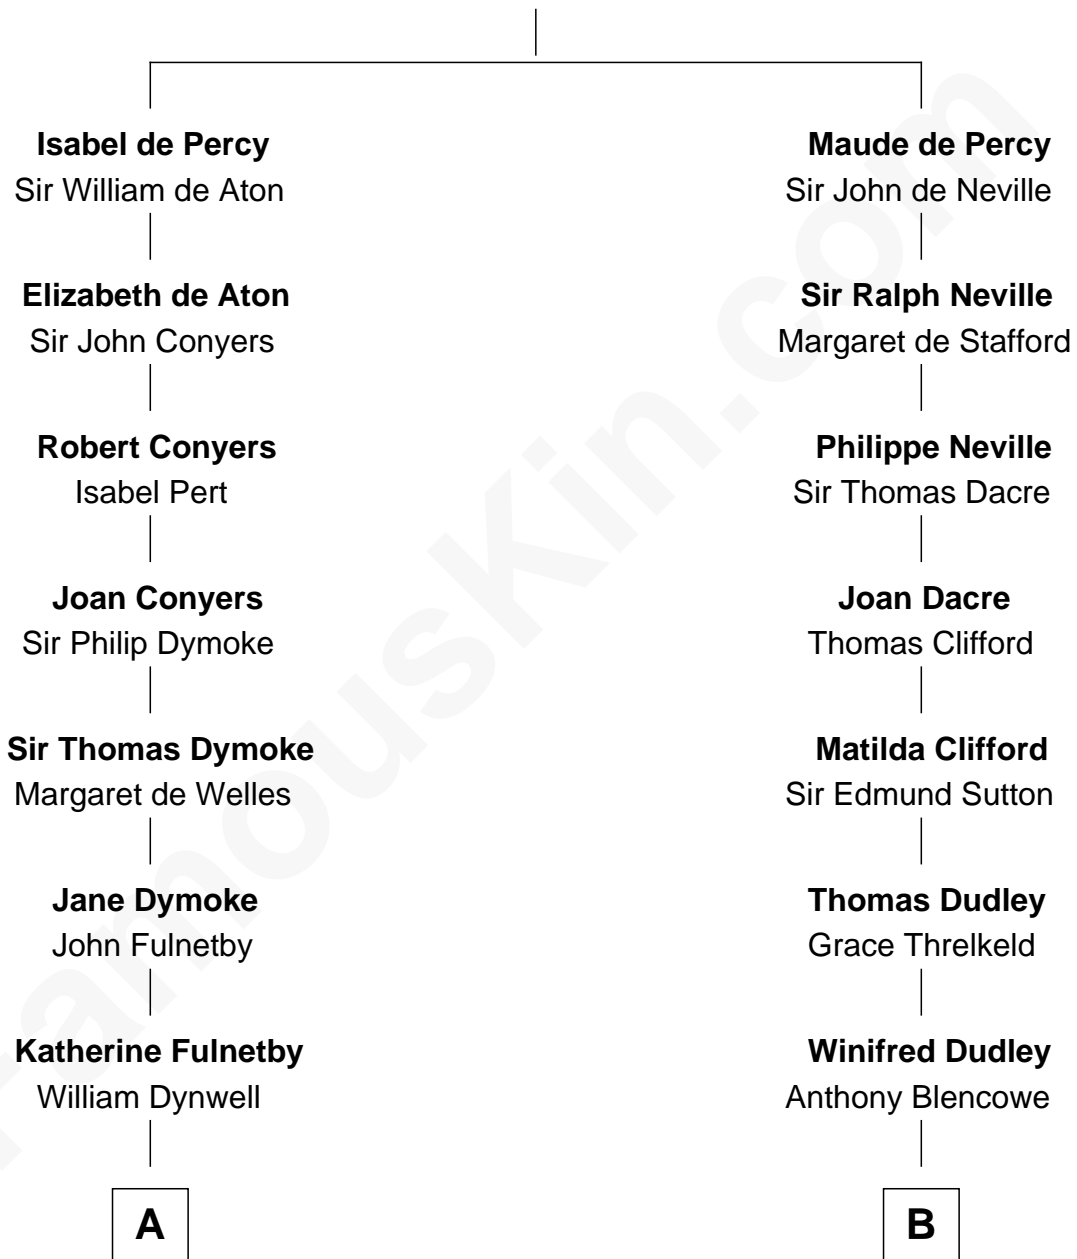 Isabel de Percy
Sir William de Aton
Elizabeth de Aton
Sir John Conyers
Robert Conyers
Isabel Pert
Joan Conyers
Sir Philip Dymoke
Sir Thomas Dymoke
Margaret de Welles
Jane Dymoke
John Fulnetby
Katherine Fulnetby
William Dynwell
A
Maude de Percy
Sir John de Neville
Sir Ralph Neville
Margaret de Stafford
Philippe Neville
Sir Thomas Dacre
Joan Dacre
Thomas Clifford
Matilda Clifford
Sir Edmund Sutton
Thomas Dudley
Grace Threlkeld
Winifred Dudley
Anthony Blencowe
B
FamousKin.com